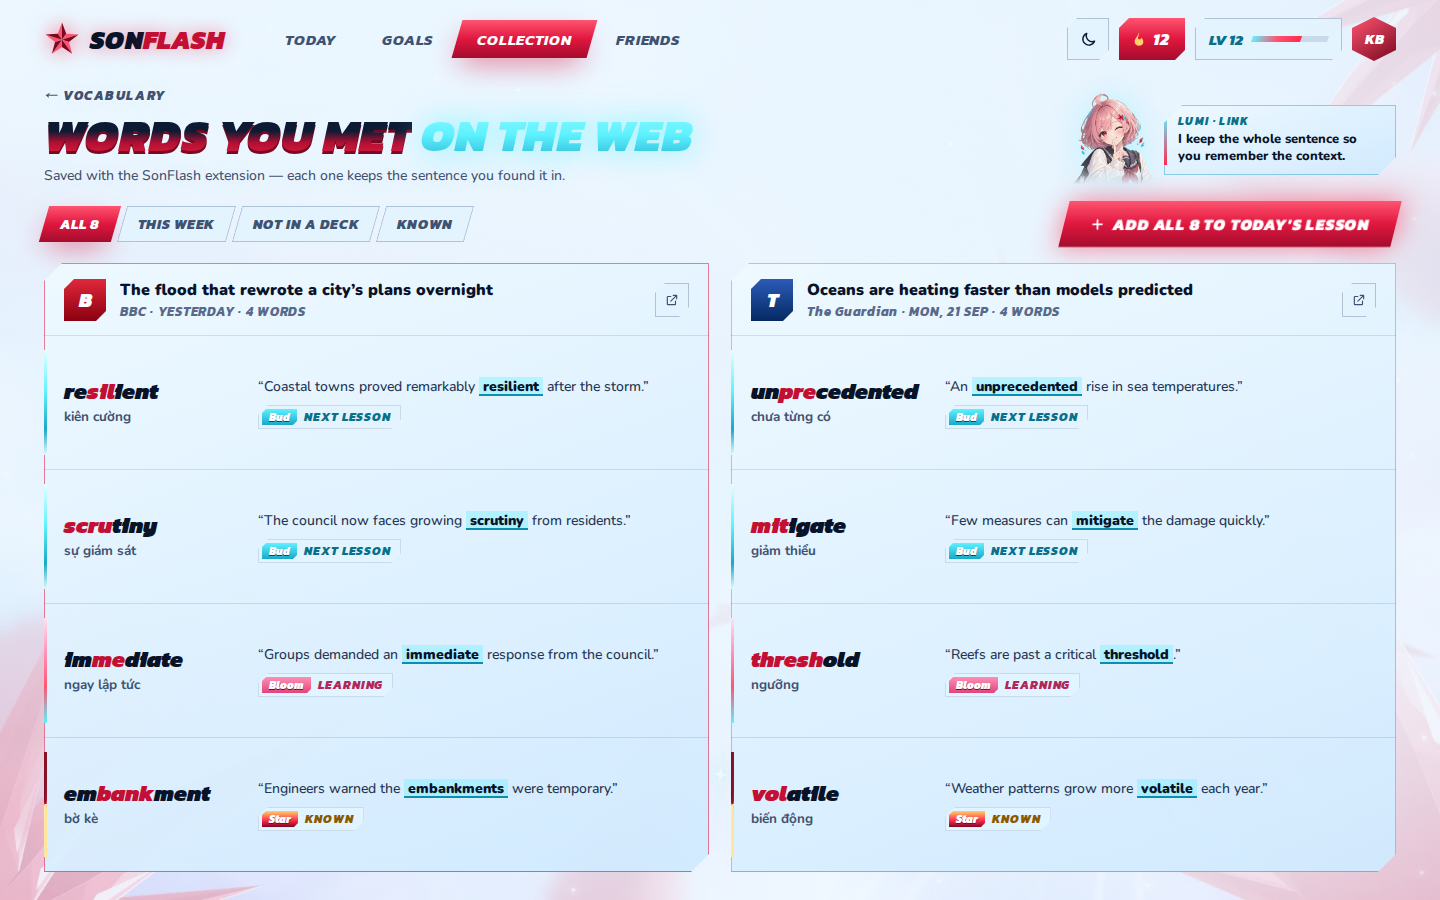 SONFLASH
TODAY
GOALS
COLLECTION
FRIENDS
12
LV 12
KB
← VOCABULARY
WORDS YOU MET ON THE WEB
Saved with the SonFlash extension — each one keeps the sentence you found it in.
LUMI · LINK
I keep the whole sentence so
you remember the context.
ALL 8
THIS WEEK
NOT IN A DECK
KNOWN
+ ADD ALL 8 TO TODAY'S LESSON
B
The flood that rewrote a city’s plans overnight
BBC · YESTERDAY · 4 WORDS
resilient
kiên cường
“Coastal towns proved remarkably resilient after the storm.”
Bud NEXT LESSON
scrutiny
sự giám sát
“The council now faces growing scrutiny from residents.”
Bud NEXT LESSON
immediate
ngay lập tức
“Groups demanded an immediate response from the council.”
Bloom LEARNING
embankment
bờ kè
“Engineers warned the embankments were temporary.”
Star KNOWN
T
Oceans are heating faster than models predicted
The Guardian · MON, 21 SEP · 4 WORDS
unprecedented
chưa từng có
“An unprecedented rise in sea temperatures.”
Bud NEXT LESSON
mitigate
giảm thiểu
“Few measures can mitigate the damage quickly.”
Bud NEXT LESSON
threshold
ngưỡng
“Reefs are past a critical threshold.”
Bloom LEARNING
volatile
biến động
“Weather patterns grow more volatile each year.”
Star KNOWN